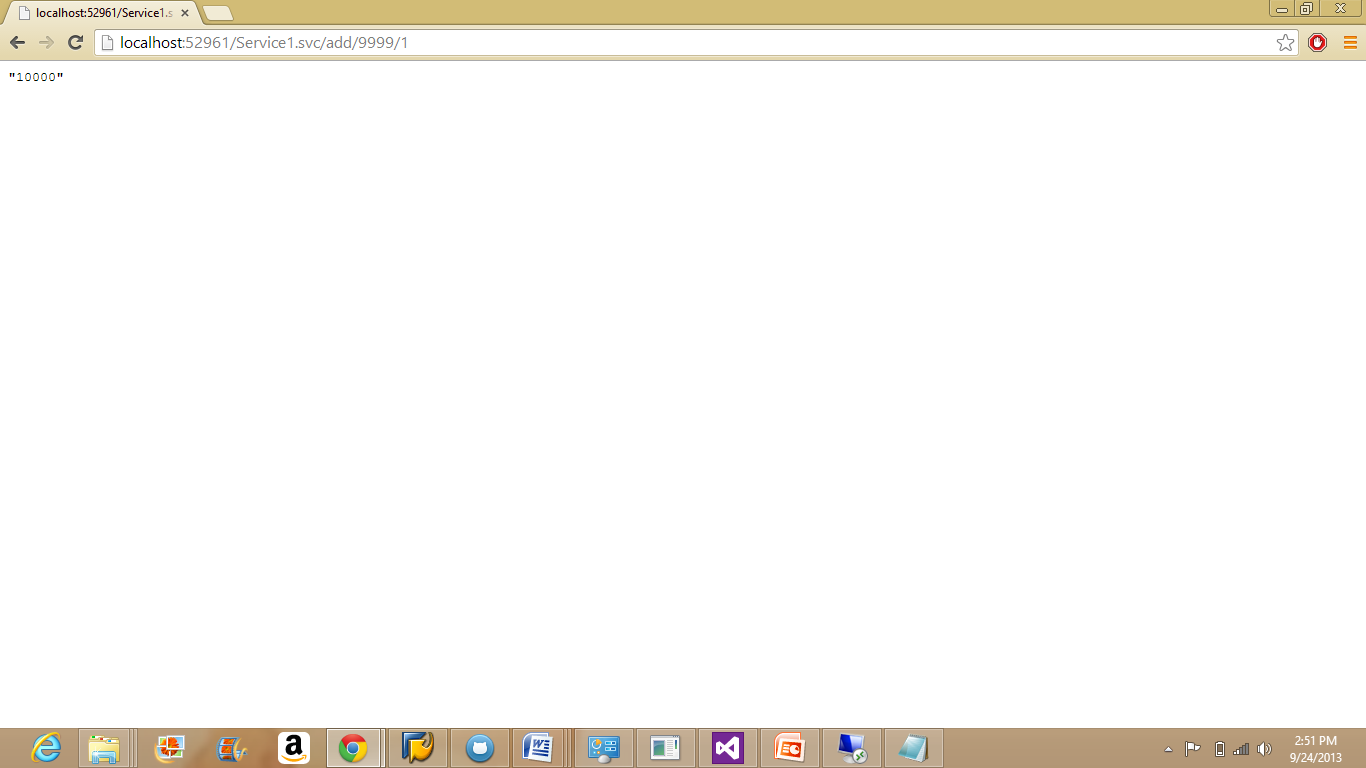 localhost:52961/Service1.s
localhost:52961/Service1.svc/add/9999/1
"10000"
2:51 PM
9/24/2013